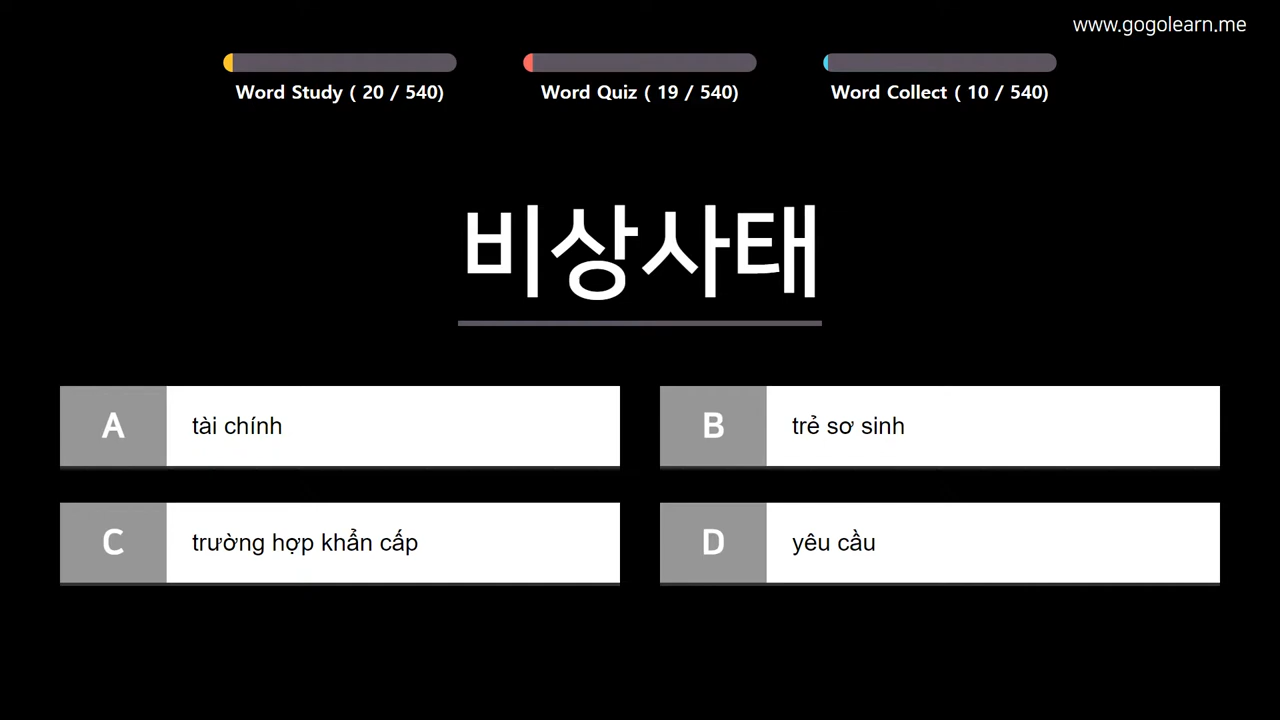 www.gogolearn.me
Word Study ( 20 / 540)
Word Quiz ( 19 / 540)
Word Collect ( 10 / 540)
비상사태
A tài chính
B trẻ sơ sinh
C trường hợp khẩn cấp
D yêu cầu